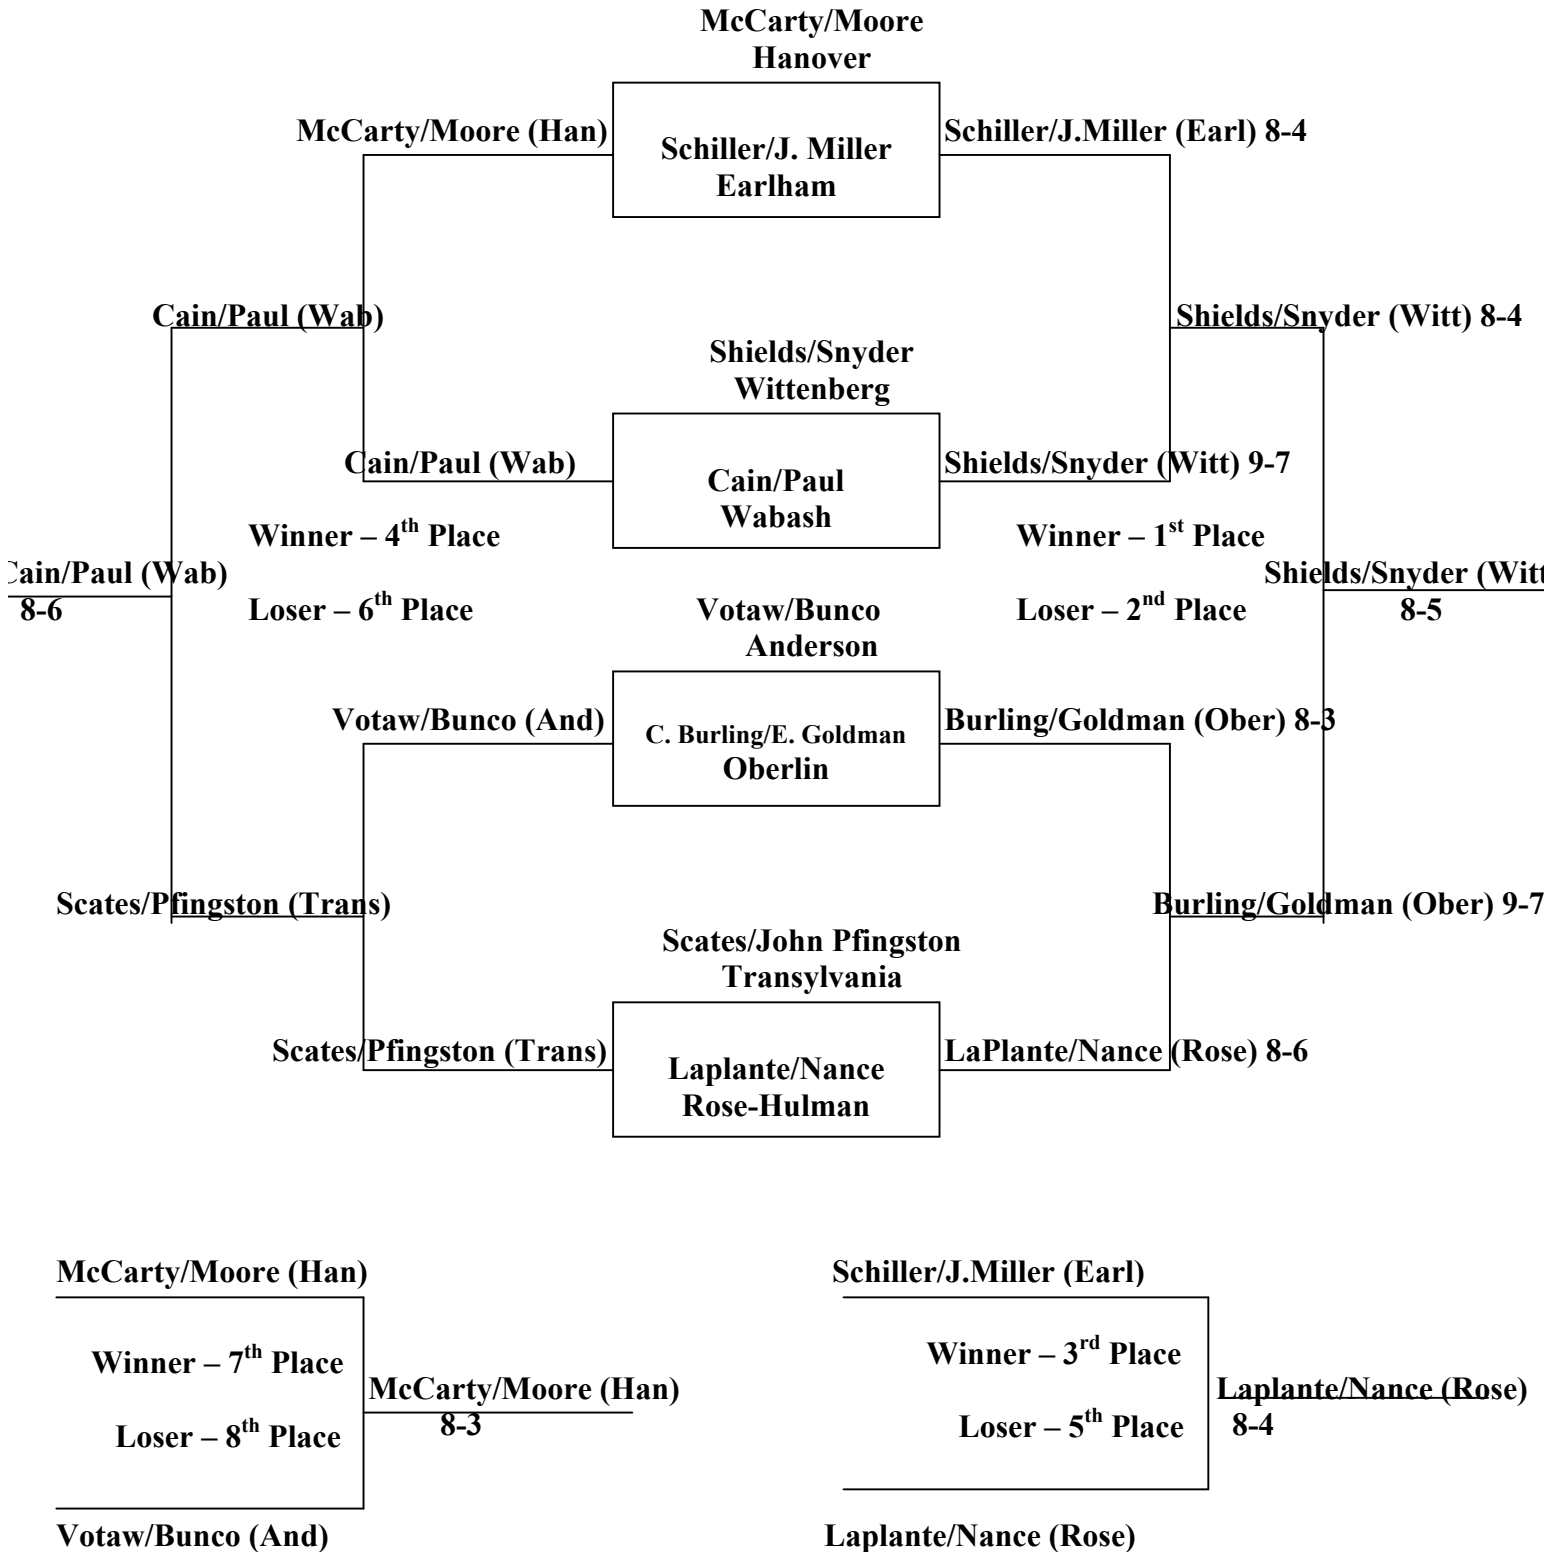 McCarty/Moore
Hanover
McCarty/Moore (Han)
Schiller/J. Miller
Earlham
Schiller/J.Miller (Earl) 8-4
Cain/Paul (Wab)
Shields/Snyder (Witt) 8-4
Shields/Snyder
Wittenberg
Cain/Paul (Wab)
Cain/Paul
Wabash
Shields/Snyder (Witt) 9-7
Winner – 4th Place
Winner – 1st Place
Cain/Paul (Wab)
8-6
Shields/Snyder (Witt
8-5
Loser – 6th Place
Loser – 2nd Place
Votaw/Bunco
Anderson
Votaw/Bunco (And)
C. Burling/E. Goldman
Oberlin
Burling/Goldman (Ober) 8-3
Scates/Pfingston (Trans)
Burling/Goldman (Ober) 9-7
Scates/John Pfingston
Transylvania
Scates/Pfingston (Trans)
Laplante/Nance
Rose-Hulman
LaPlante/Nance (Rose) 8-6
McCarty/Moore (Han)
Winner – 7th Place
McCarty/Moore (Han)
8-3
Loser – 8th Place
Votaw/Bunco (And)
Schiller/J.Miller (Earl)
Winner – 3rd Place
Laplante/Nance (Rose)
8-4
Loser – 5th Place
Laplante/Nance (Rose)